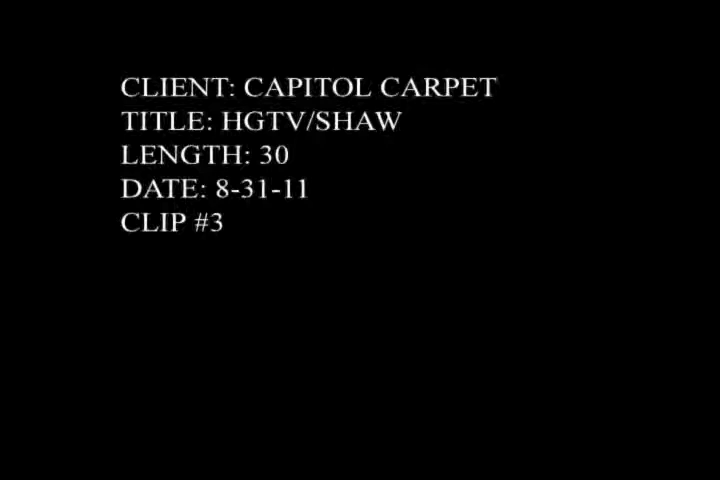 CLIENT: CAPITOL CARPET
TITLE: HGTV/SHAW
LENGTH: 30
DATE: 8-31-11
CLIP #3